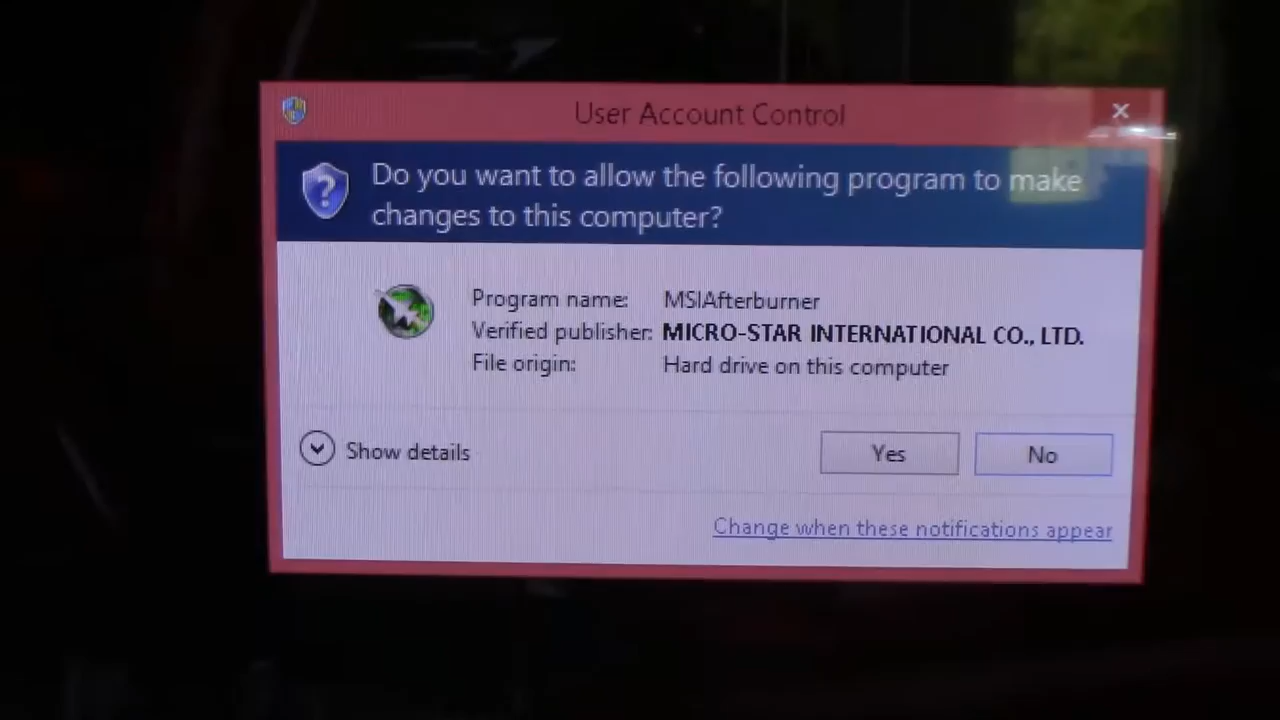 User Account Control
Do you want to allow the following program to make
changes to this computer?
Program name: MSIAfterburner
Verified publisher: MICRO-STAR INTERNATIONAL CO., LTD.
File origin: Hard drive on this computer
Show details
Yes
No
Change when these notifications appear